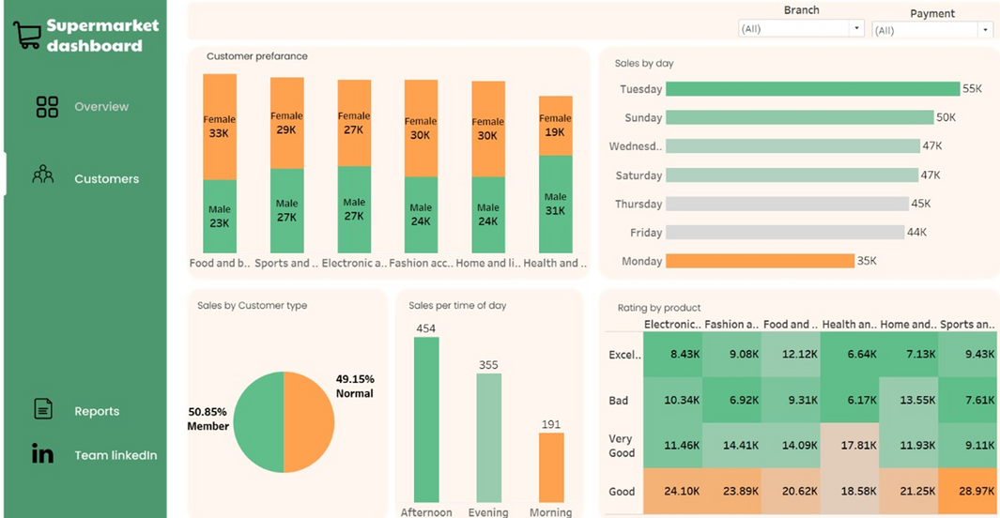 Supermarket
dashboard
Overview
Customers
Reports
Team linkedIn
Branch
(All)
Payment
(All)
Customer prefarance
Female
33K
Female
29K
Female
27K
Female
30K
Female
30K
Female
19K
Male
23K
Male
27K
Male
27K
Male
24K
Male
24K
Male
31K
Food and b..
Sports and ..
Electronic a..
Fashion acc..
Home and li..
Health and ..
Sales by day
Tuesday 55K
Sunday 50K
Wednesd.. 47K
Saturday 47K
Thursday 45K
Friday 44K
Monday 35K
Sales by Customer type
49.15%
Normal
50.85%
Member
Sales per time of day
454
355
191
Afternoon
Evening
Morning
Rating by product
Electronic.. Fashion a.. Food and .. Health an.. Home and.. Sports an..
Excel.. 8.43K 9.08K 12.12K 6.64K 7.13K 9.43K
Bad 10.34K 6.92K 9.31K 6.17K 13.55K 7.61K
Very
Good
11.46K 14.41K 14.09K 17.81K 11.93K 9.11K
Good 24.10K 23.89K 20.62K 18.58K 21.25K 28.97K